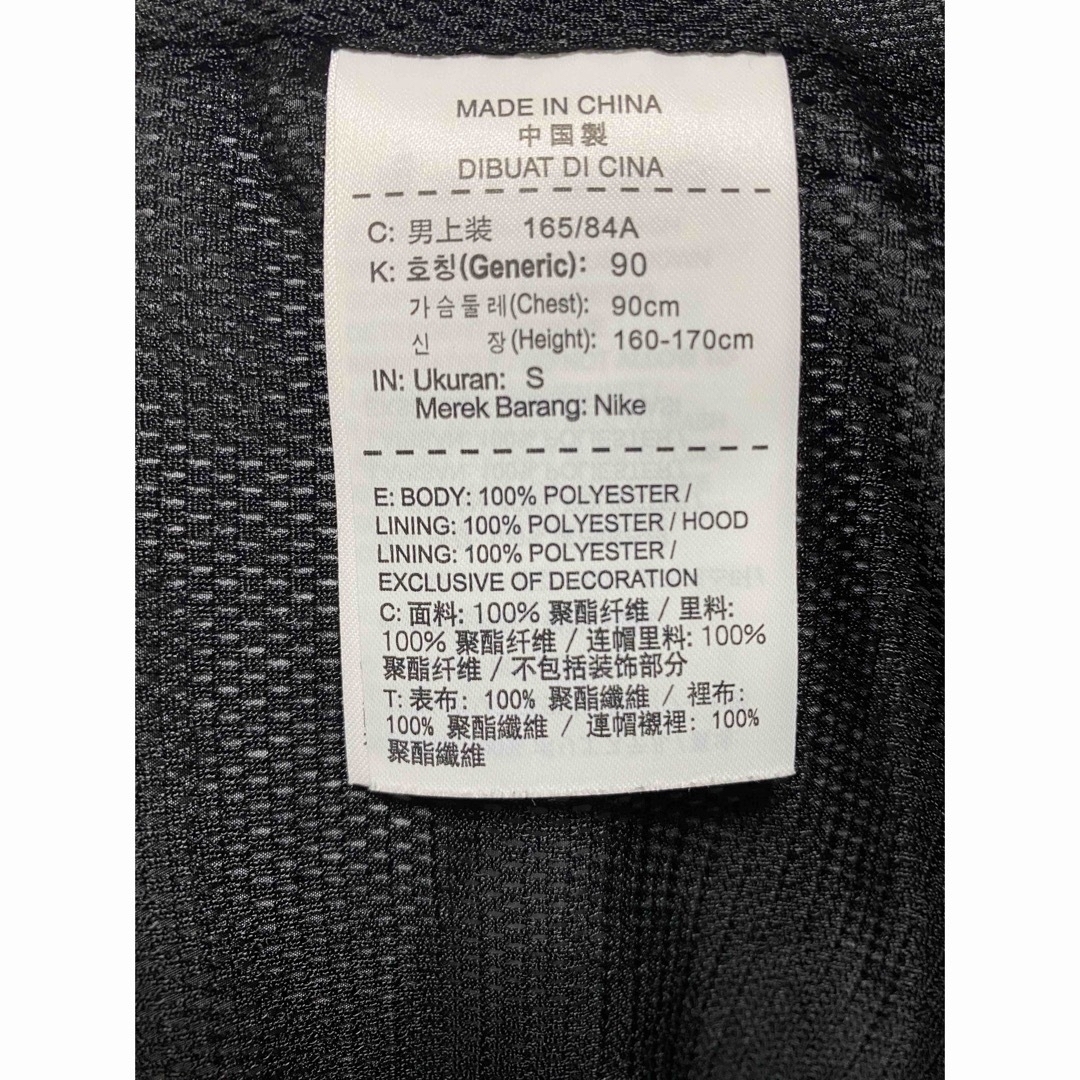 MADE IN CHINA
中国製
DIBUAT DI CINA
C: 男上装 165/84A
K: 호칭(Generic): 90
가슴둘레(Chest): 90cm
신 장(Height): 160-170cm
IN: Ukuran: S
Merek Barang: Nike
E: BODY: 100% POLYESTER /
LINING: 100% POLYESTER / HOOD
LINING: 100% POLYESTER /
EXCLUSIVE OF DECORATION
C: 面料: 100% 聚酯纤维 / 里料:
100% 聚酯纤维 / 连帽里料: 100%
聚酯纤维 / 不包括装饰部分
T: 表布: 100% 聚酯纖維 / 裡布:
100% 聚酯纖維 / 連帽襯裡: 100%
聚酯纖維